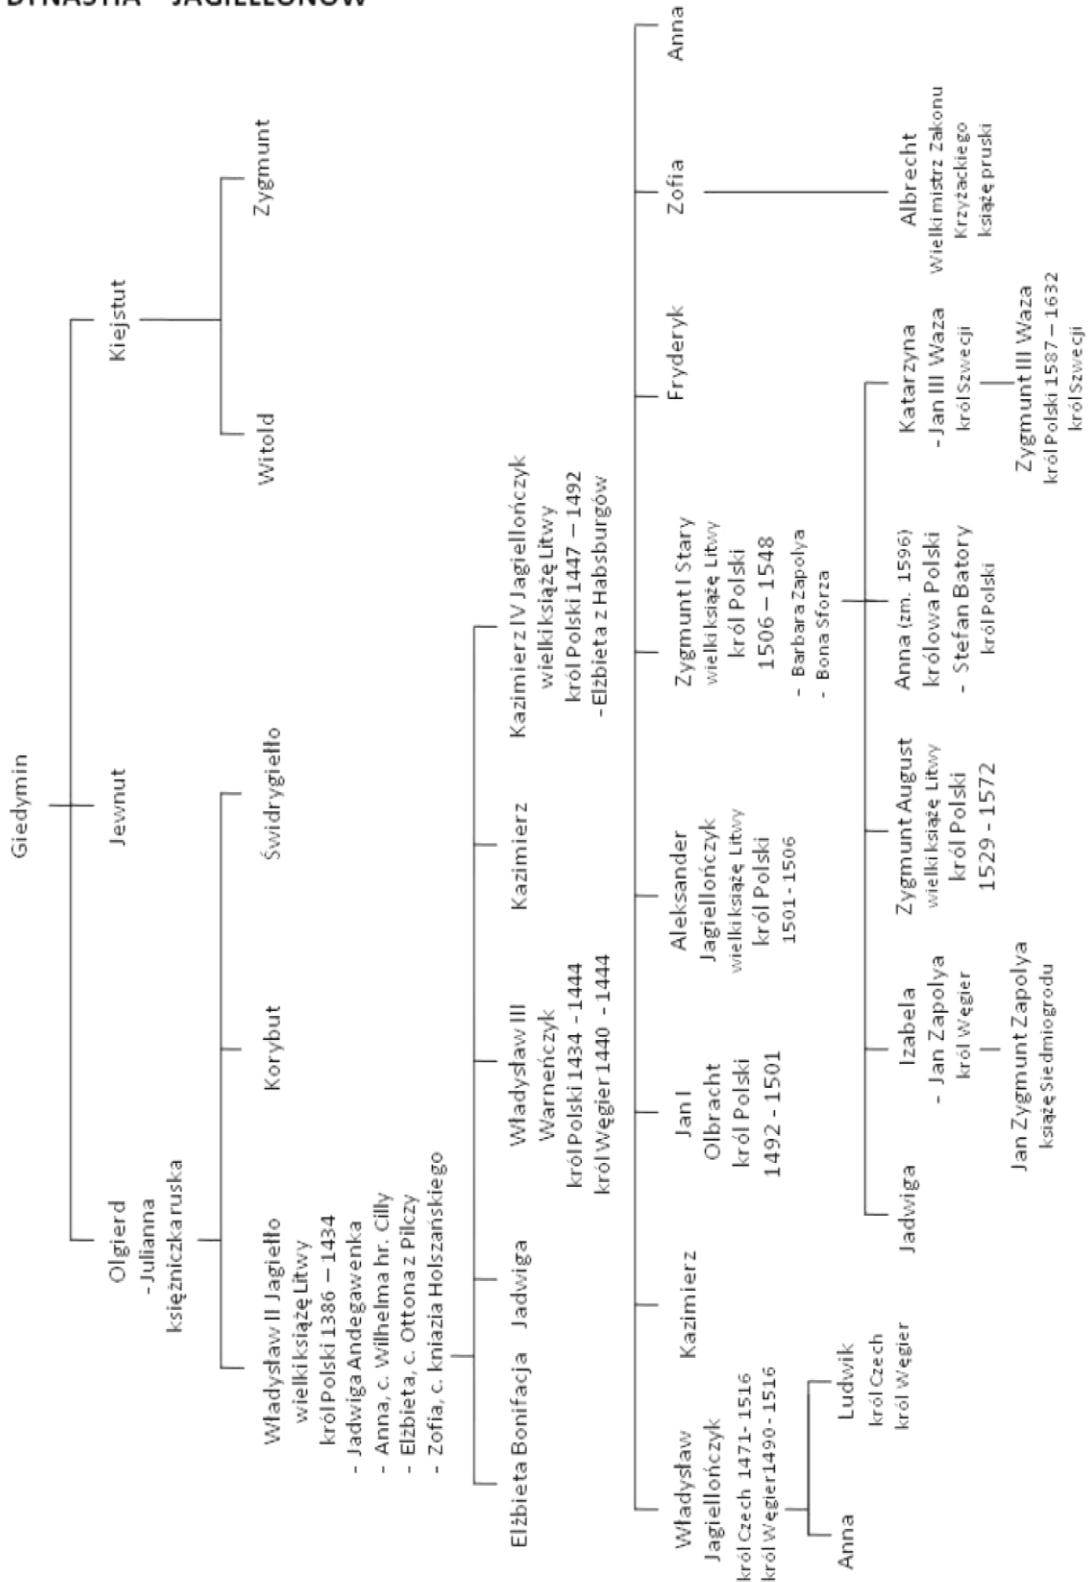 DYNASTIA JAGIELLONÓW
Giedymin
Olgierd
-Julianna
księżniczka ruska
Jewnut
Kiejstut
Władysław II Jagiełło
wielki książę Litwy
król Polski 1386 – 1434
- Jadwiga Andegawenka
- Anna, c. Wilhelma hr. Cilly
- Elżbieta, c. Ottona z Pilczy
- Zofia, c. kniazia Holszańskiego
Korybut
Świdrygiełło
Witold
Zygmunt
Elżbieta Bonifacja
Jadwiga
Władysław III
Warneńczyk
król Polski 1434 - 1444
król Węgier 1440 - 1444
Kazimierz
Kazimierz IV Jagiellończyk
wielki książę Litwy
król Polski 1447 – 1492
-Elżbieta z Habsburgów
Władysław
Jagiellończyk
król Czech 1471- 1516
król Węgier1490 - 1516
Kazimierz
Jan I
Olbracht
król Polski
1492 - 1501
Aleksander
Jagiellończyk
wielki książę Litwy
król Polski
1501 - 1506
Zygmunt I Stary
wielki książę Litwy
król Polski
1506 – 1548
- Barbara Zapolya
- Bona Sforza
Fryderyk
Zofia
Anna
Anna
Ludwik
król Czech
król Węgier
Jadwiga
Izabela
- Jan Zapolya
król Węgier
Jan Zygmunt Zapolya
książę Siedmiogrodu
Zygmunt August
wielki książę Litwy
król Polski
1529 - 1572
Anna (zm. 1596)
królowa Polski
- Stefan Batory
król Polski
Katarzyna
-Jan III Waza
król Szwecji
Zygmunt III Waza
król Polski 1587 – 1632
król Szwecji
Albrecht
Wielki mistrz Zakonu
Krzyżackiego
książę pruski